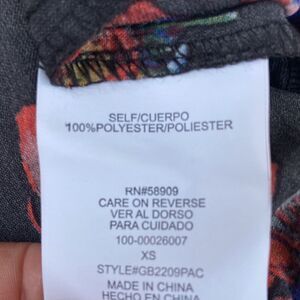 SELF/CUERPO
100%POLYESTER/POLIESTER
RN#58909
CARE ON REVERSE
VER AL DORSO
PARA CUIDADO
100-00026007
XS
STYLE#GB2209PAC
MADE IN CHINA
HECHO EN CHINA